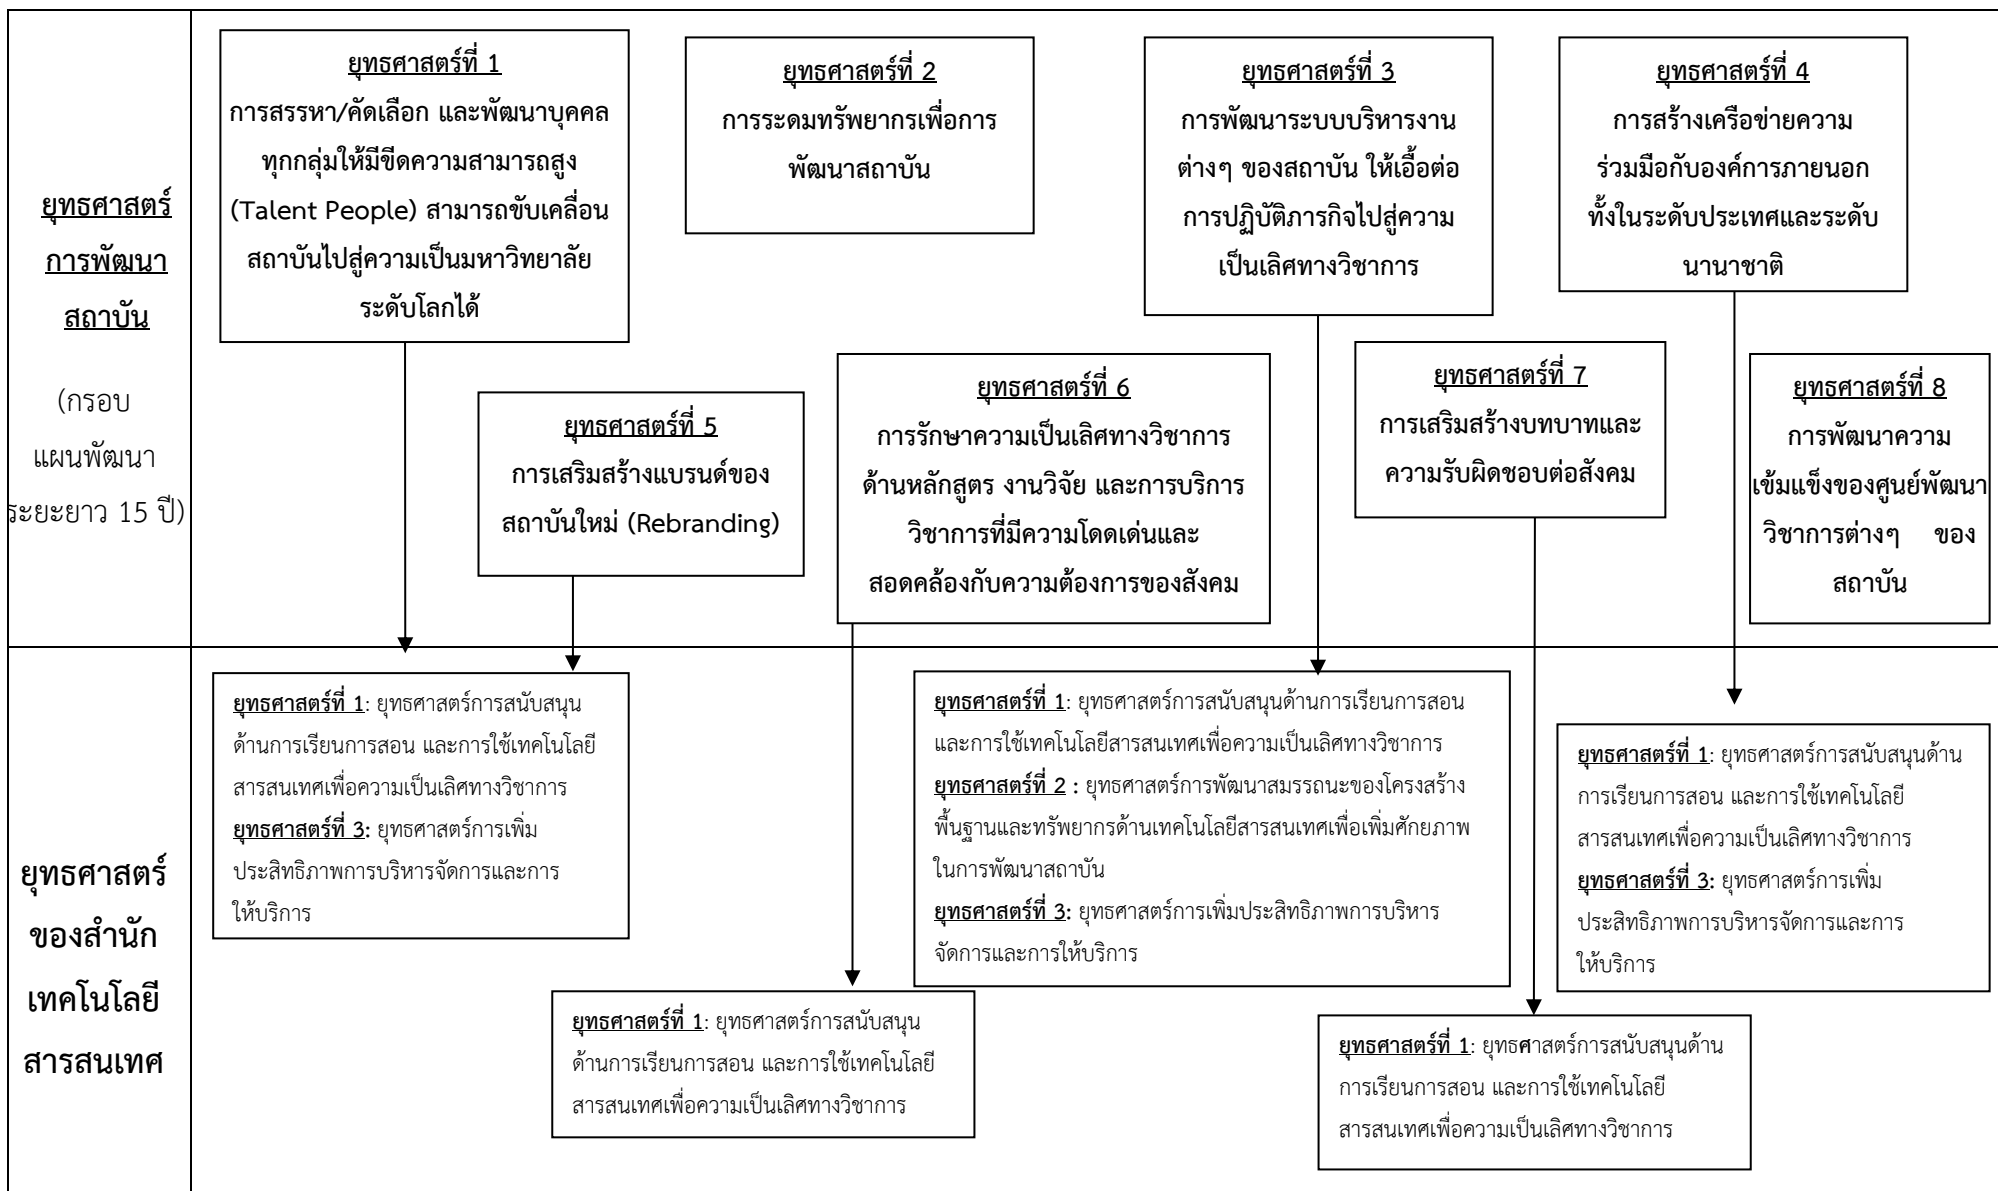 ยุทธศาสตร์
การพัฒนา
สถาบัน
(กรอบ
แผนพัฒนา
ระยะยาว 15 ปี)
ยุทธศาสตร์ที่ 1
การสรรหา/คัดเลือก และพัฒนาบุคคล
ทุกกลุ่มให้มีขีดความสามารถสูง
(Talent People) สามารถขับเคลื่อน
สถาบันไปสู่ความเป็นมหาวิทยาลัย
ระดับโลกได้
ยุทธศาสตร์ที่ 2
การระดมทรัพยากรเพื่อการ
พัฒนาสถาบัน
ยุทธศาสตร์ที่ 3
การพัฒนาระบบบริหารงาน
ต่างๆ ของสถาบัน ให้เอื้อต่อ
การปฏิบัติภารกิจไปสู่ความ
เป็นเลิศทางวิชาการ
ยุทธศาสตร์ที่ 4
การสร้างเครือข่ายความ
ร่วมมือกับองค์การภายนอก
ทั้งในระดับประเทศและระดับ
นานาชาติ
ยุทธศาสตร์ที่ 5
การเสริมสร้างแบรนด์ของ
สถาบันใหม่ (Rebranding)
ยุทธศาสตร์ที่ 6
การรักษาความเป็นเลิศทางวิชาการ
ด้านหลักสูตร งานวิจัย และการบริการ
วิชาการที่มีความโดดเด่นและ
สอดคล้องกับความต้องการของสังคม
ยุทธศาสตร์ที่ 7
การเสริมสร้างบทบาทและ
ความรับผิดชอบต่อสังคม
ยุทธศาสตร์ที่ 8
การพัฒนาความ
เข้มแข็งของศูนย์พัฒนา
วิชาการต่างๆ ของ
สถาบัน
ยุทธศาสตร์
ของสำนัก
เทคโนโลยี
สารสนเทศ
ยุทธศาสตร์ที่ 1: ยุทธศาสตร์การสนับสนุน
ด้านการเรียนการสอน และการใช้เทคโนโลยี
สารสนเทศเพื่อความเป็นเลิศทางวิชาการ
ยุทธศาสตร์ที่ 3: ยุทธศาสตร์การเพิ่ม
ประสิทธิภาพการบริหารจัดการและการ
ให้บริการ
ยุทธศาสตร์ที่ 1: ยุทธศาสตร์การสนับสนุนด้านการเรียนการสอน
และการใช้เทคโนโลยีสารสนเทศเพื่อความเป็นเลิศทางวิชาการ
ยุทธศาสตร์ที่ 2 : ยุทธศาสตร์การพัฒนาสมรรถนะของโครงสร้าง
พื้นฐานและทรัพยากรด้านเทคโนโลยีสารสนเทศเพื่อเพิ่มศักยภาพ
ในการพัฒนาสถาบัน
ยุทธศาสตร์ที่ 3: ยุทธศาสตร์การเพิ่มประสิทธิภาพการบริหาร
จัดการและการให้บริการ
ยุทธศาสตร์ที่ 1: ยุทธศาสตร์การสนับสนุนด้าน
การเรียนการสอน และการใช้เทคโนโลยี
สารสนเทศเพื่อความเป็นเลิศทางวิชาการ
ยุทธศาสตร์ที่ 3: ยุทธศาสตร์การเพิ่ม
ประสิทธิภาพการบริหารจัดการและการ
ให้บริการ
ยุทธศาสตร์ที่ 1: ยุทธศาสตร์การสนับสนุน
ด้านการเรียนการสอน และการใช้เทคโนโลยี
สารสนเทศเพื่อความเป็นเลิศทางวิชาการ
ยุทธศาสตร์ที่ 1: ยุทธศาสตร์การสนับสนุนด้าน
การเรียนการสอน และการใช้เทคโนโลยี
สารสนเทศเพื่อความเป็นเลิศทางวิชาการ